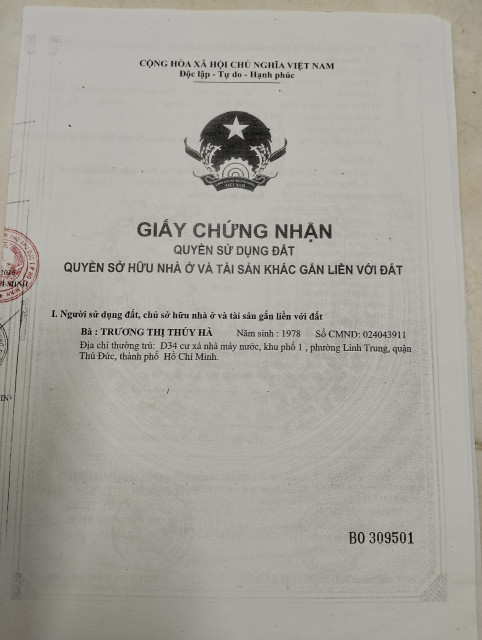 CỘNG HÒA XÃ HỘI CHỦ NGHĨA VIỆT NAM
Độc lập - Tự do - Hạnh phúc
VIỆT NAM
GIẤY CHỨNG NHẬN
QUYỀN SỬ DỤNG ĐẤT
QUYỀN SỞ HỮU NHÀ Ở VÀ TÀI SẢN KHÁC GẮN LIỀN VỚI ĐẤT
I. Người sử dụng đất, chủ sở hữu nhà ở và tài sản gắn liền với đất
Bà : TRƯƠNG THỊ THÚY HÀ Năm sinh : 1978 Số CMND: 024043911
Địa chỉ thường trú: D34 cư xá nhà máy nước, khu phố 1 , phường Linh Trung, quận
Thủ Đức, thành phố Hồ Chí Minh.
BO 309501